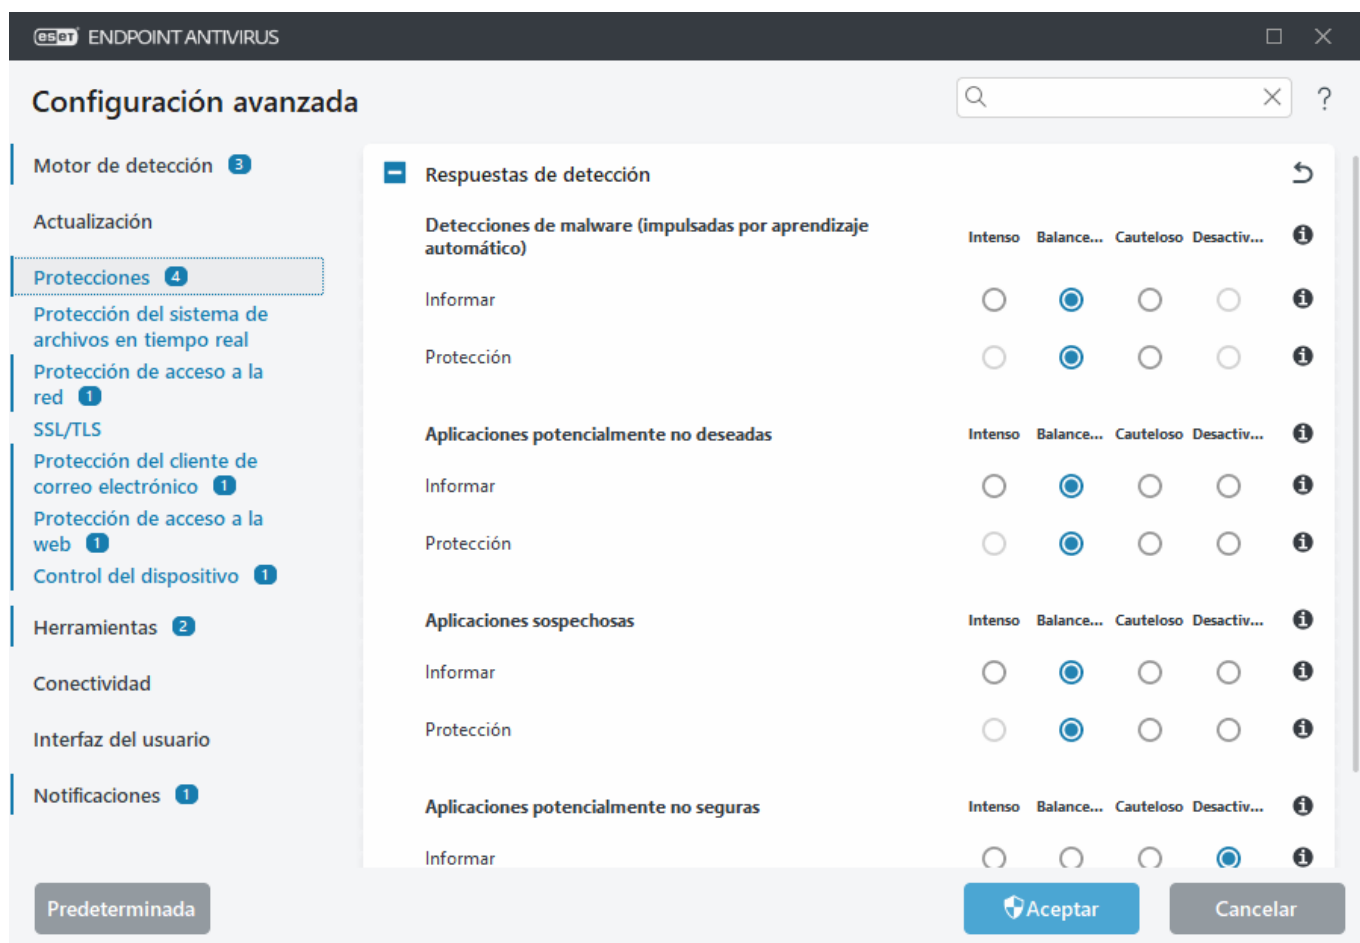 eset ENDPOINT ANTIVIRUS
Configuración avanzada
?
Motor de detección 3
Actualización
Protecciones 4
Protección del sistema de
archivos en tiempo real
Protección de acceso a la
red 1
SSL/TLS
Protección del cliente de
correo electrónico 1
Protección de acceso a la
web 1
Control del dispositivo 1
Herramientas 2
Conectividad
Interfaz del usuario
Notificaciones 1
Respuestas de detección
Detecciones de malware (impulsadas por aprendizaje
automático)
Intenso Balance... Cauteloso Desactiv...
Informar
Protección
Aplicaciones potencialmente no deseadas Intenso Balance... Cauteloso Desactiv...
Informar
Protección
Aplicaciones sospechosas Intenso Balance... Cauteloso Desactiv...
Informar
Protección
Aplicaciones potencialmente no seguras Intenso Balance... Cauteloso Desactiv...
Informar
Predeterminada
Aceptar
Cancelar